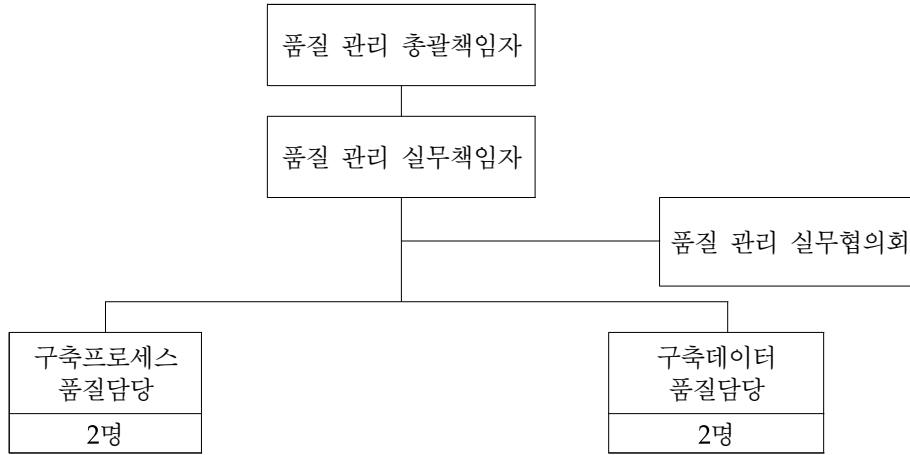 품질 관리 총괄책임자
품질 관리 실무책임자
품질 관리 실무협의회
구축프로세스
품질담당
2명
구축데이터
품질담당
2명